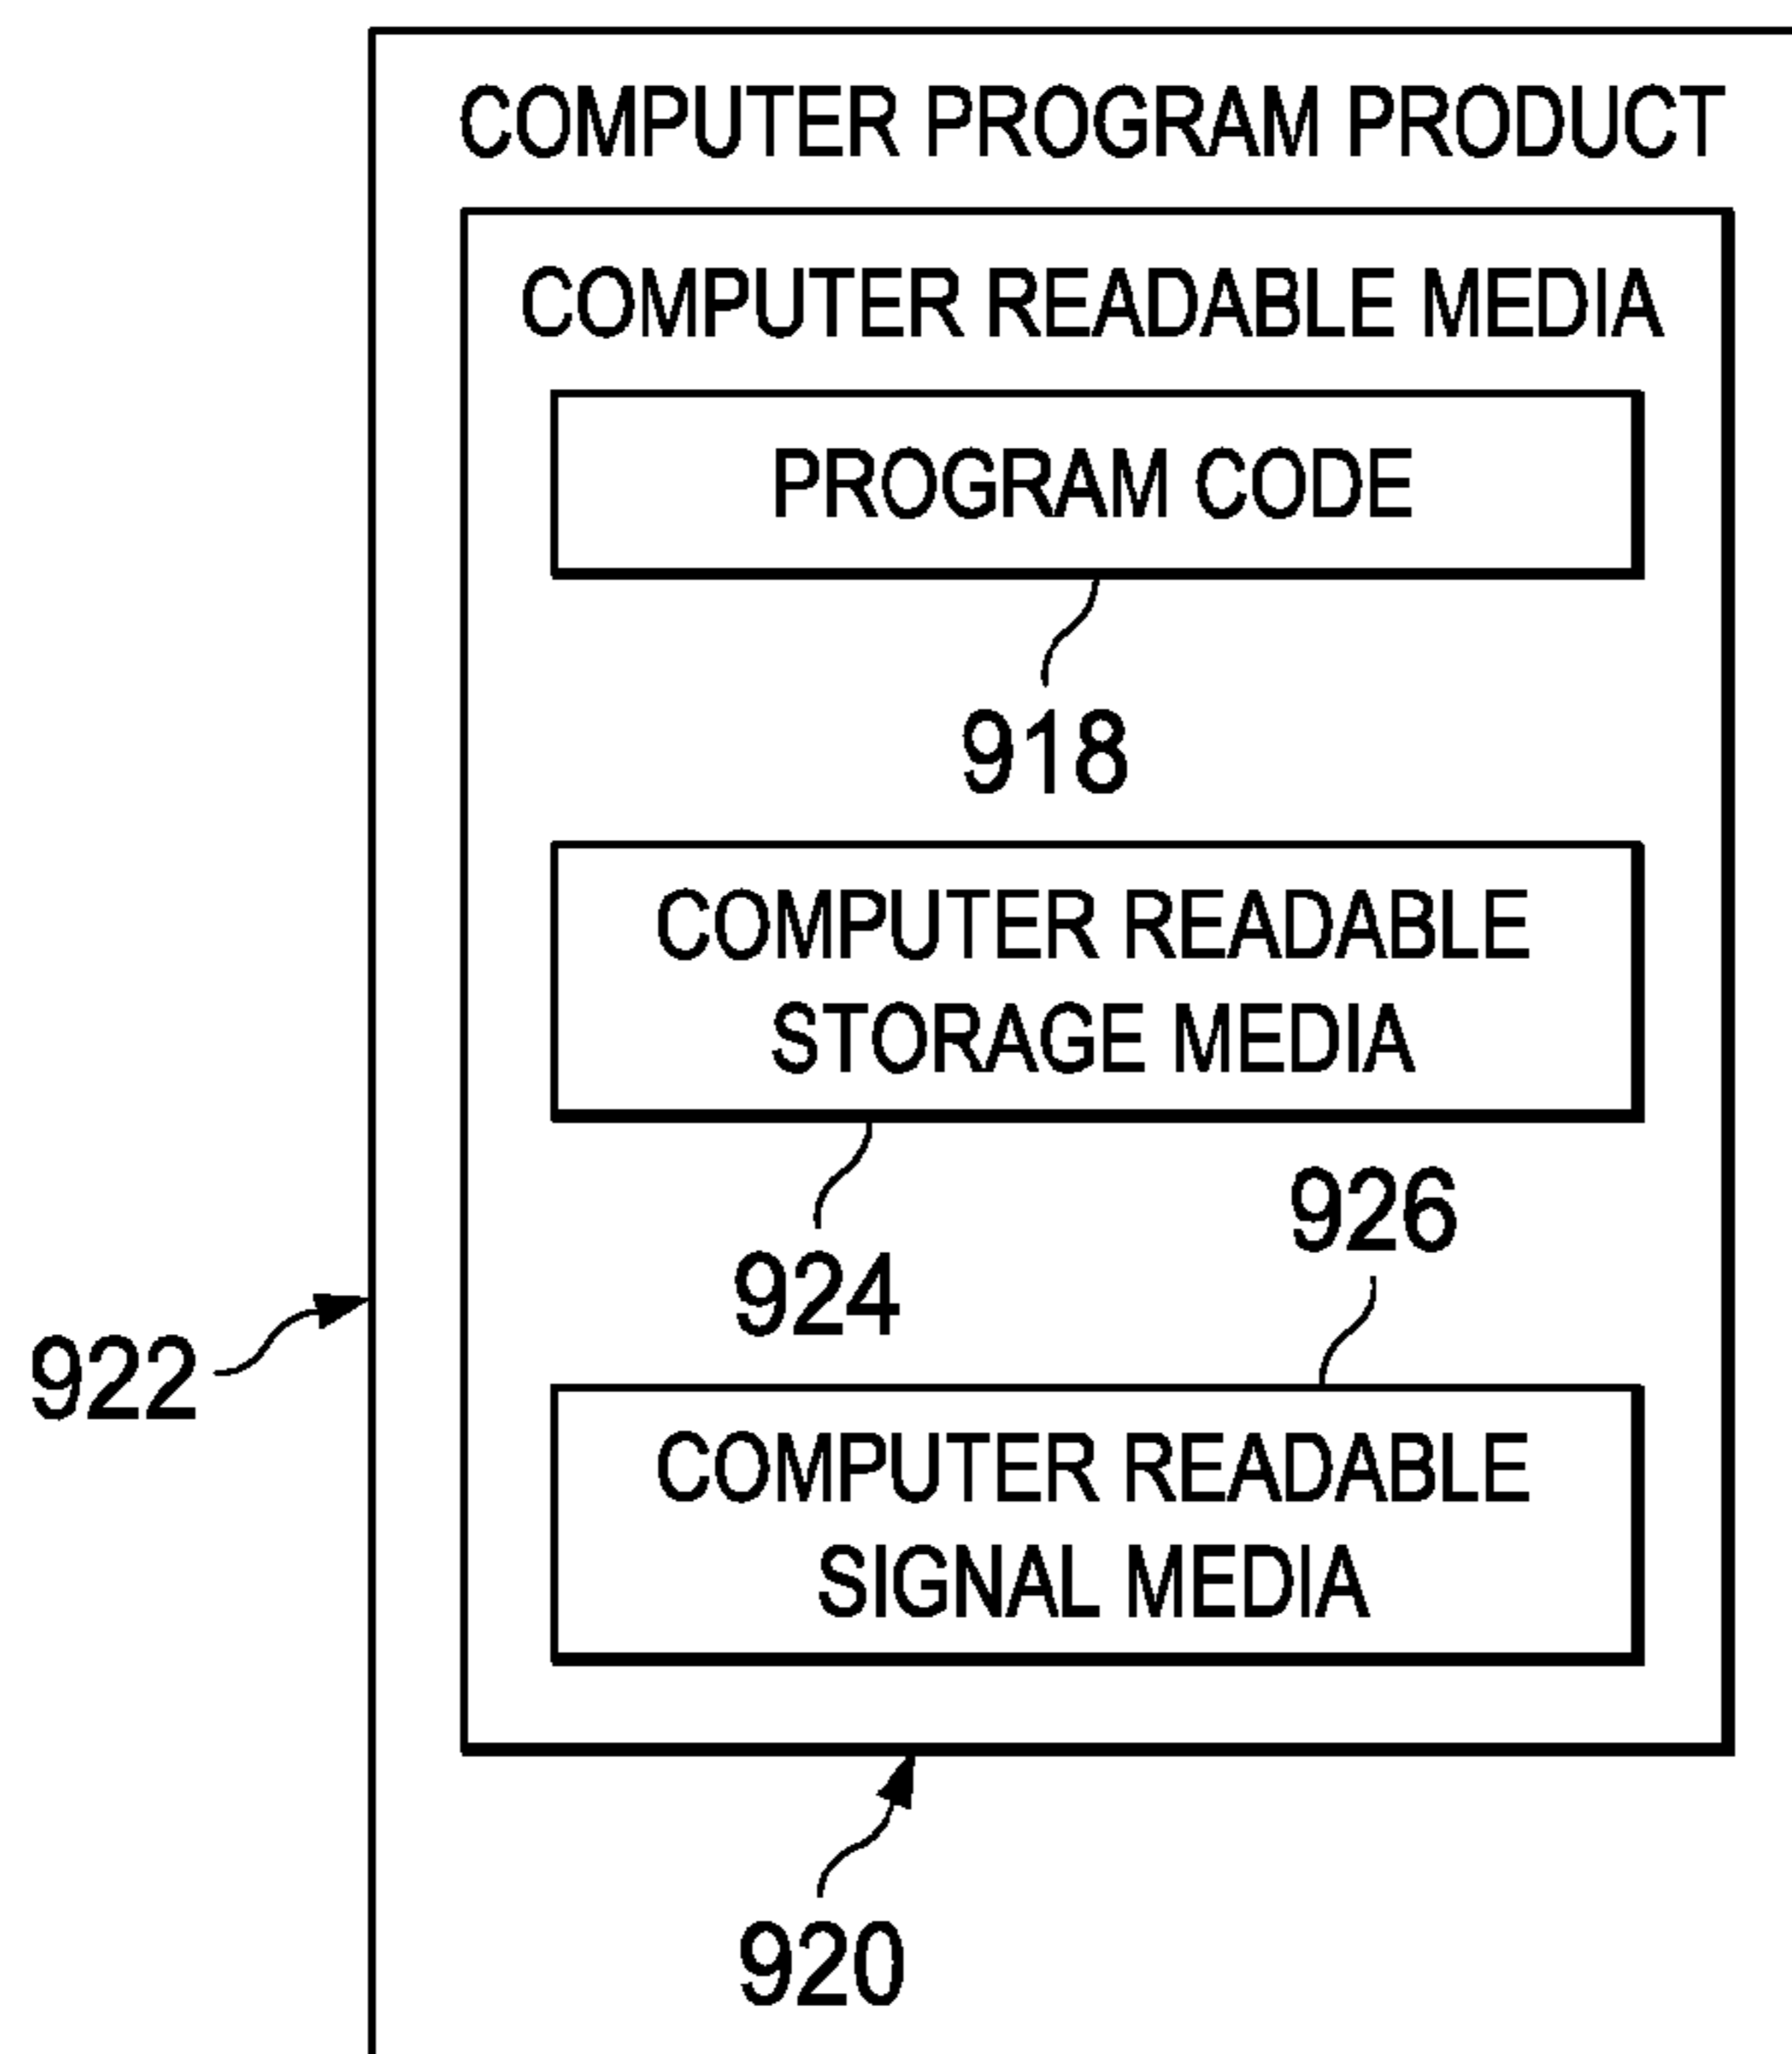 COMPUTER PROGRAM PRODUCT
COMPUTER READABLE MEDIA
PROGRAM CODE
918
COMPUTER READABLE
STORAGE MEDIA
924
926
922
COMPUTER READABLE
SIGNAL MEDIA
920